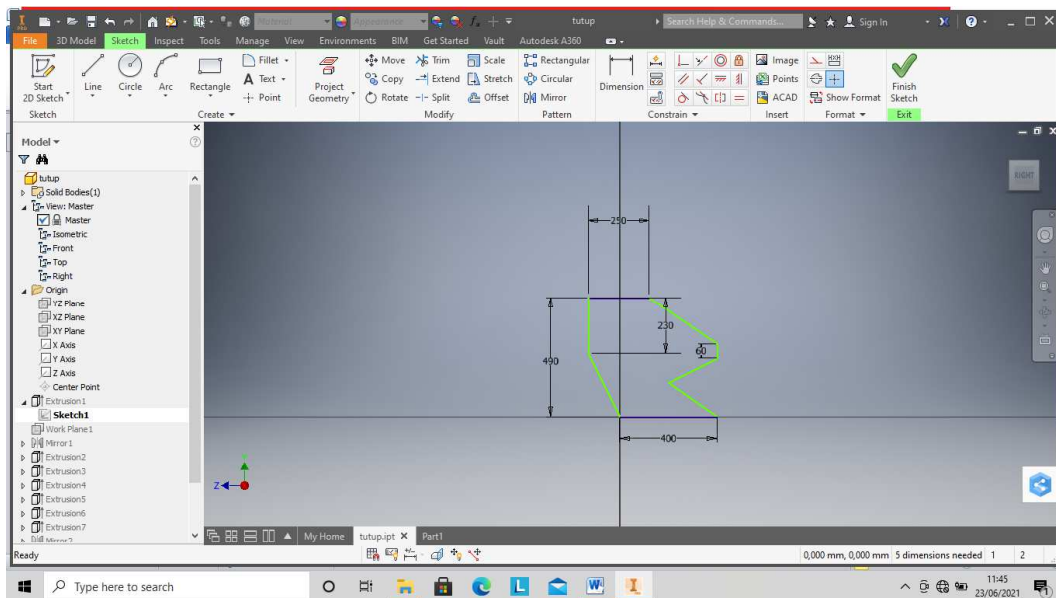 Material
Appearance
tutup
Search Help & Commands...
Sign In
File 3D Model Sketch Inspect Tools Manage View Environments BIM Get Started Vault Autodesk A360
Start 2D Sketch
Line
Circle
Arc
Rectangle
Fillet
A Text
Point
Project Geometry
Move
Copy
Rotate
Trim
Extend
Split
Scale
Stretch
Offset
Rectangular
Circular
Mirror
Dimension
Image
Points
ACAD
Show Format
Finish Sketch
Sketch
Create
Modify
Pattern
Constrain
Insert
Format
Exit
Model
tutup
Solid Bodies(1)
View: Master
Master
Isometric
Front
Top
Right
Origin
YZ Plane
XZ Plane
XY Plane
X Axis
Y Axis
Z Axis
Center Point
Extrusion1
Sketch1
Work Plane1
Mirror1
Extrusion2
Extrusion3
Extrusion4
Extrusion5
Extrusion6
Extrusion7
Mirror2
RIGHT
250
230
60
490
400
Z
My Home tutup.ipt Part1
Ready
0,000 mm, 0,000 mm 5 dimensions needed 1 2
Type here to search
11:45
23/06/2021